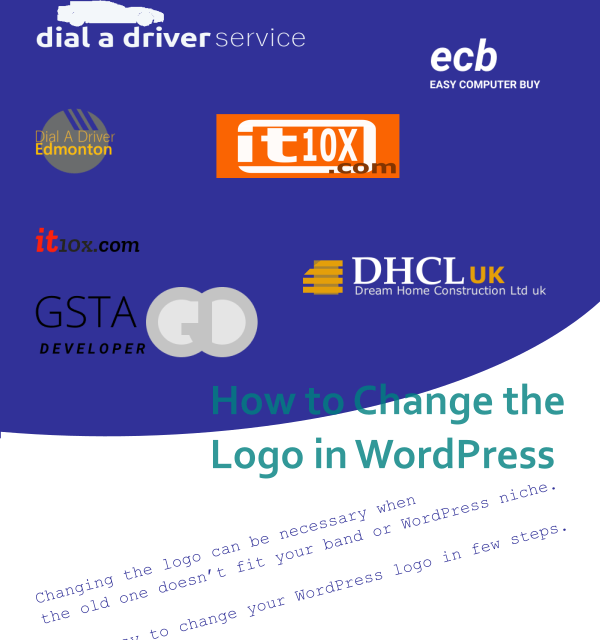 dial a driver service
ecb
EASY COMPUTER BUY
Dial A Driver
Edmonton
it10x
.com
it10x.com
DHCL UK
Dream Home Construction Ltd uk
GSTA
GD
DEVELOPER
How to Change the
Logo in WordPress
Changing the logo can be necessary when
the old one doesn’t fit your band or WordPress niche.
to change your WordPress logo in few steps.